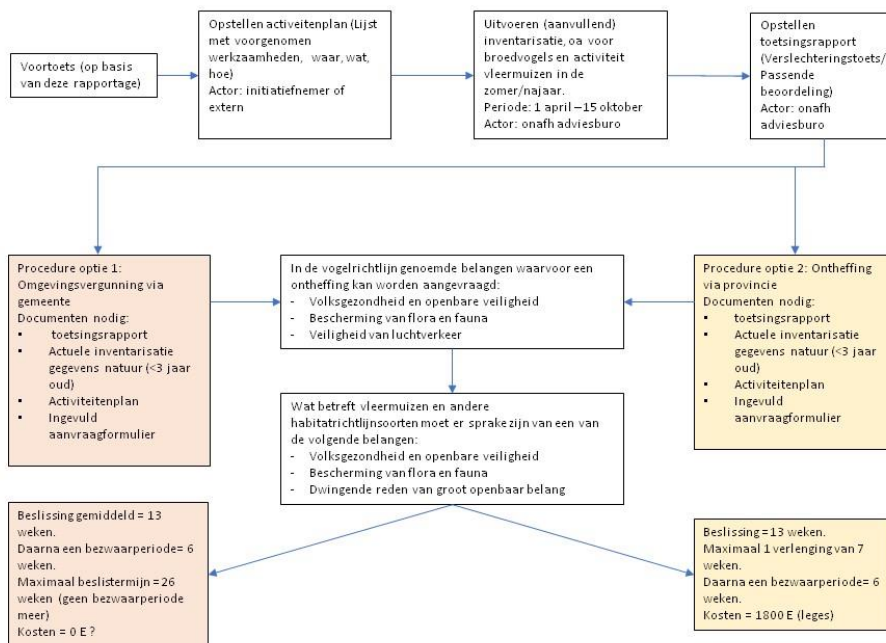 Voortoets (op basis
van deze rapportage)
Opstellen activeitenplan (Lijst
met voorgenomen
werkzaamheden, waar, wat,
hoe)
Actor: initiatiefnemer of
extern
Uitvoeren (aanvullend)
inventarisatie, oa voor
broedvogels en activiteit
vleermuizen in de
zomer/najaar.
Periode: 1 april – 15 oktober
Actor: onafh adviesburo
Opstellen
toetsingsrapport
(Verslechteringstoets/
Passende
beoordeling)
Actor: onafh
adviesburo
Procedure optie 1:
Omgevingsvergunning via
gemeente
Documenten nodig:
▪ toetsingsrapport
▪ Actuele inventarisatie
gegevens natuur (<3 jaar
oud)
▪ Activiteitenplan
▪ Ingevuld
aanvraagformulier
In de vogelrichtlijn genoemde belangen waarvoor een
ontheffing kan worden aangevraagd:
- Volksgezondheid en openbare veiligheid
- Bescherming van flora en fauna
- Veiligheid van luchtverkeer
Procedure optie 2: Ontheffing
via provincie
Documenten nodig:
▪ toetsingsrapport
▪ Actuele inventarisatie
gegevens natuur (<3 jaar
oud)
▪ Activiteitenplan
▪ Ingevuld
aanvraagformulier
Wat betreft vleermuizen en andere
habitatrichtlijnsoorten moet er sprake zijn van een van
de volgende belangen:
- Volksgezondheid en openbare veiligheid
- Bescherming van flora en fauna
- Dwingende reden van groot openbaar belang
Beslissing gemiddeld = 13
weken.
Daarna een bezwaarperiode= 6
weken.
Maximaal beslistermijn = 26
weken (geen bezwaarperiode
meer)
Kosten = 0 E ?
Beslissing = 13 weken.
Maximaal 1 verlenging van 7
weken.
Daarna een bezwaarperiode= 6
weken.
Kosten = 1800 E (leges)